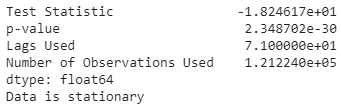 Test Statistic -1.824617e+01
p-value 2.348702e-30
Lags Used 7.100000e+01
Number of Observations Used 1.212240e+05
dtype: float64
Data is stationary